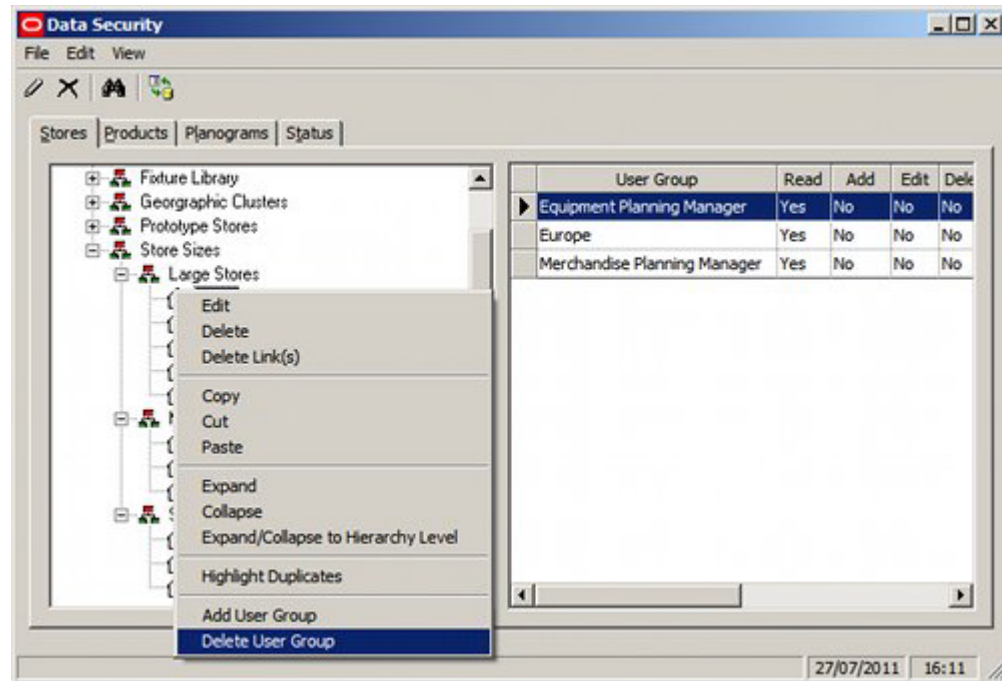 Data Security
File Edit View
Stores Products Planograms Status
Fixture Library
Georgraphic Clusters
Prototype Stores
Store Sizes
Large Stores
Edit
Delete
Delete Link(s)
Copy
Cut
Paste
Expand
Collapse
Expand/Collapse to Hierarchy Level
Highlight Duplicates
Add User Group
Delete User Group
User Group Read Add Edit Dele
Equipment Planning Manager Yes No No No
Europe Yes No No No
Merchandise Planning Manager Yes No No No
27/07/2011 16:11